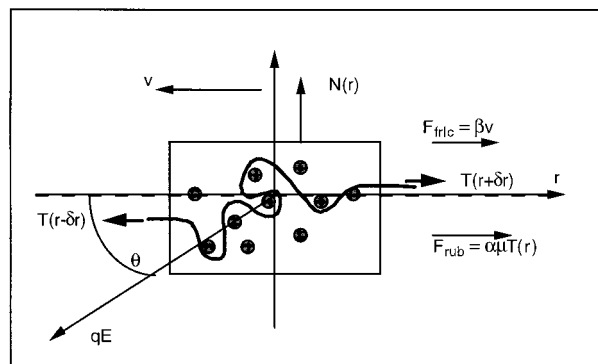 v
N(r)
F_fric = βv
T(r+δr)
r
T(r-δr)
θ
F_rub = αμT(r)
qE